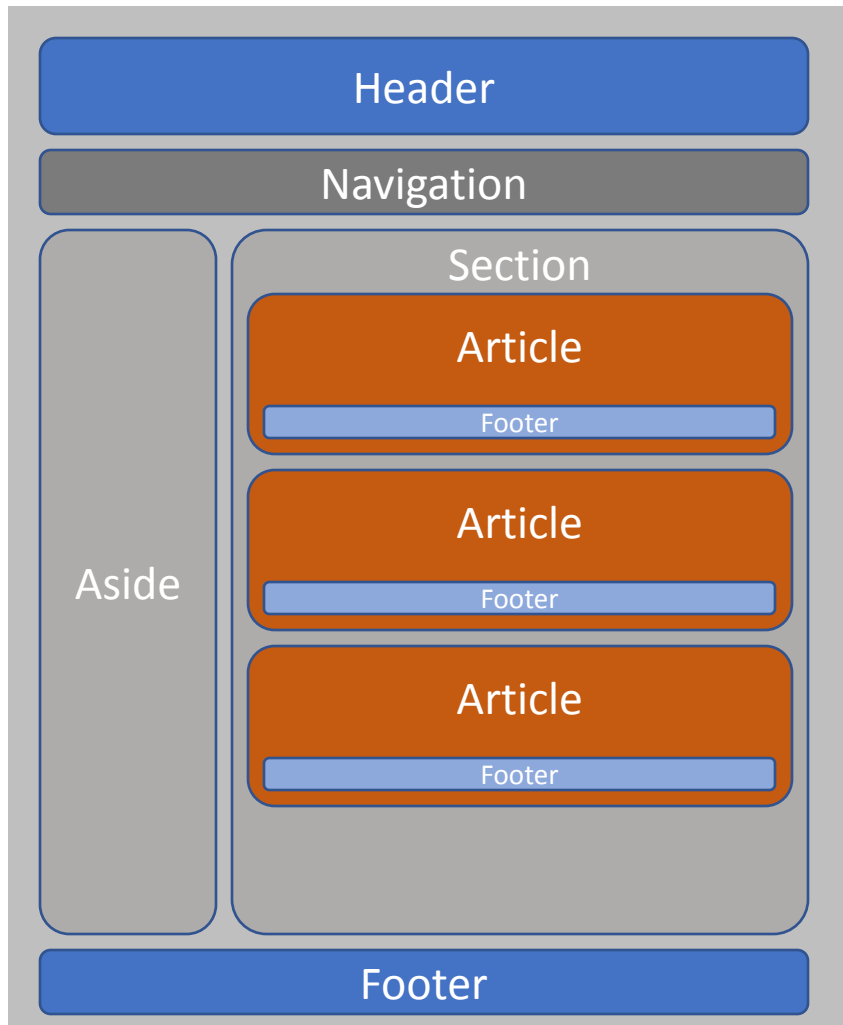 Header
Navigation
Aside
Section
Article
Footer
Article
Footer
Article
Footer
Footer